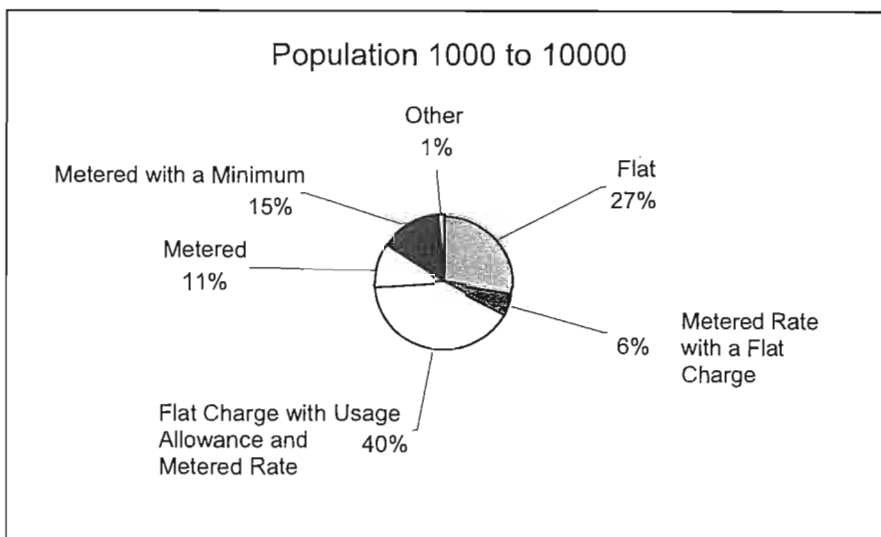 Population 1000 to 10000
Other
1%
Flat
27%
Metered with a Minimum
15%
Metered
11%
6%
Metered Rate
with a Flat
Charge
Flat Charge with Usage
Allowance and
Metered Rate
40%